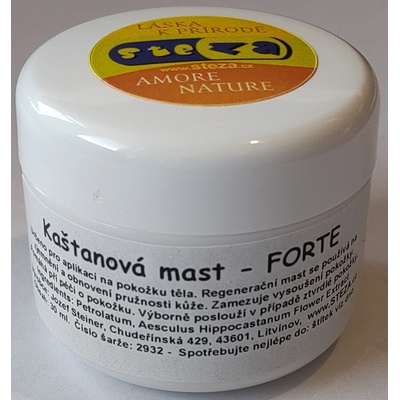 LÁSKA
K PŘÍRODĚ
steza
www.steza.cz
AMORE
NATURE
Kaštanová mast - FORTE
Určeno pro aplikaci na pokožku těla. Regenerační mast se používá na
zjemnění a obnovení pružnosti kůže. Zamezuje vysoušení pokožky
při péči o pokožku. Výborně poslouží v případě ztvrdlé pokožky
Ingredients: Petrolatum, Aesculus Hippocastanum Flower Extract
Jozef Steiner, Chudeřínská 429, 43601, Litvínov, www.STEZA
30 ml. Číslo šarže: 2932 - Spotřebujte nejlépe do: štítek viz